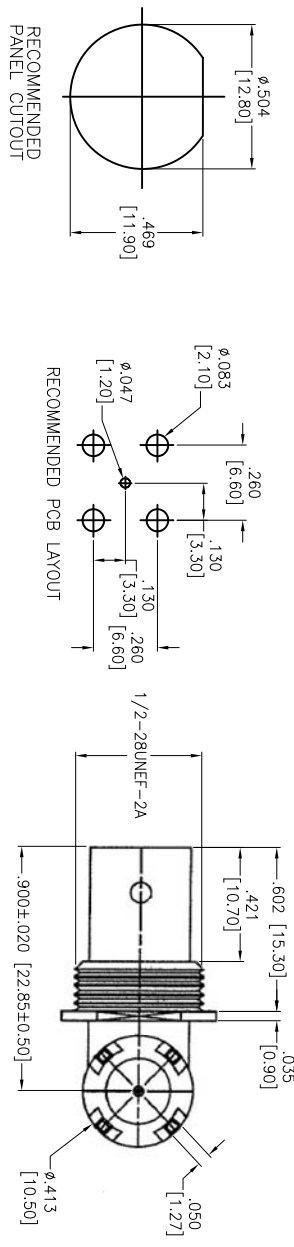 ø.504
[12.80]
.469
[11.90]
RECOMMENDED
PANEL CUTOUT
ø.083
[2.10]
.260
[6.60]
ø.047
[1.20]
.130
[3.30]
.130
[3.30]
.260
[6.60]
RECOMMENDED PCB LAYOUT
1/2-28UNEF-2A
.602 [15.30]
.421
[10.70]
.035
[0.90]
.900±.020 [22.85±0.50]
.050
[1.27]
ø.413
[10.50]